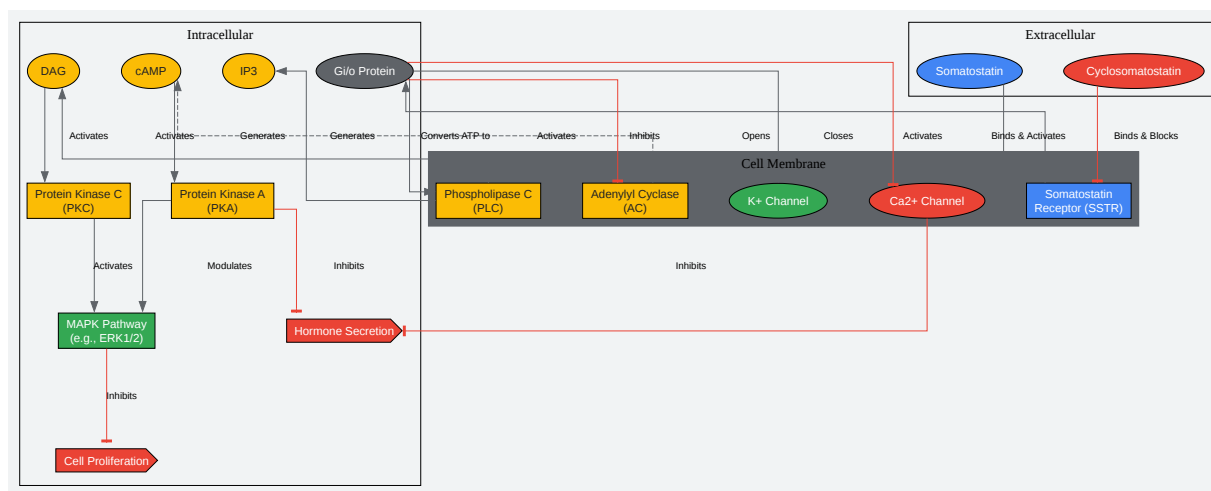 Intracellular
Extracellular
DAG
cAMP
IP3
Gi/o Protein
Somatostatin
Cyclosomatostatin
Activates
Activates
Generates
Generates
Converts ATP to
Activates
Inhibits
Opens
Closes
Activates
Binds & Activates
Binds & Blocks
Cell Membrane
Protein Kinase C
(PKC)
Protein Kinase A
(PKA)
Phospholipase C
(PLC)
Adenylyl Cyclase
(AC)
K+ Channel
Ca2+ Channel
Somatostatin
Receptor (SSTR)
Activates
Modulates
Inhibits
Inhibits
MAPK Pathway
(e.g., ERK1/2)
Hormone Secretion
Inhibits
Cell Proliferation